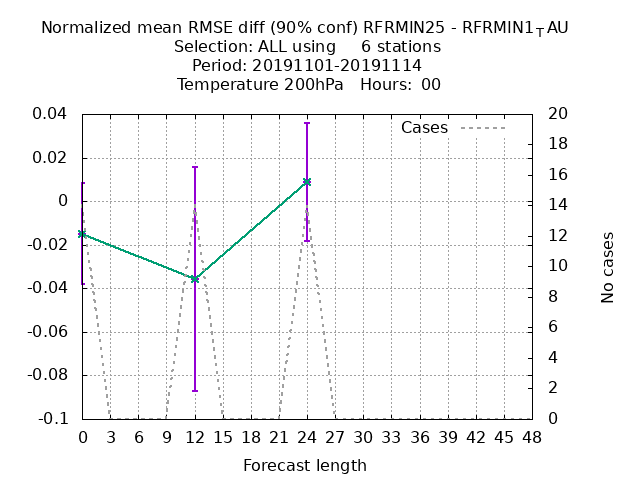 Normalized mean RMSE diff (90% conf) RFRMIN25 - RFRMIN1TAU
Selection: ALL using 6 stations
Period: 20191101-20191114
Temperature 200hPa Hours: 00
Cases
0.04
0.02
0
-0.02
-0.04
-0.06
-0.08
-0.1
20
18
16
14
12
10
8
6
4
2
0
No cases
0 3 6 9 12 15 18 21 24 27 30 33 36 39 42 45 48
Forecast length